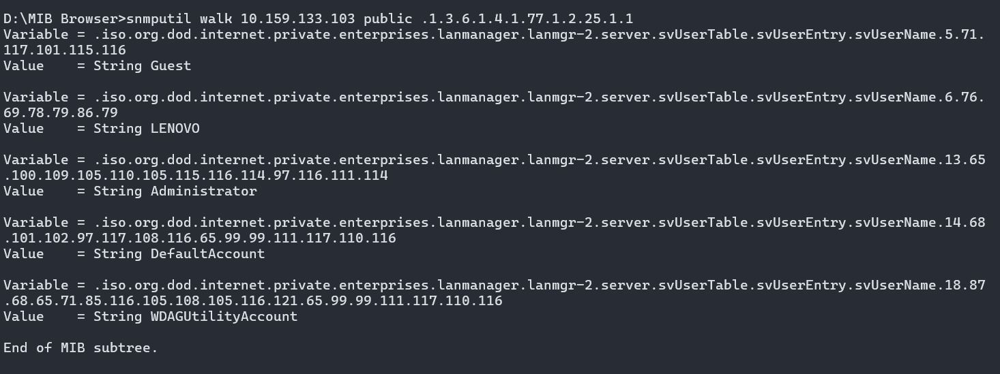 D:\MIB Browser>snmputil walk 10.159.133.103 public .1.3.6.1.4.1.77.1.2.25.1.1
Variable = .iso.org.dod.internet.private.enterprises.lanmanager.lanmgr-2.server.svUserTable.svUserEntry.svUserName.5.71.
117.101.115.116
Value    = String Guest

Variable = .iso.org.dod.internet.private.enterprises.lanmanager.lanmgr-2.server.svUserTable.svUserEntry.svUserName.6.76.
69.78.79.86.79
Value    = String LENOVO

Variable = .iso.org.dod.internet.private.enterprises.lanmanager.lanmgr-2.server.svUserTable.svUserEntry.svUserName.13.65
.100.109.105.110.105.115.116.114.97.116.111.114
Value    = String Administrator

Variable = .iso.org.dod.internet.private.enterprises.lanmanager.lanmgr-2.server.svUserTable.svUserEntry.svUserName.14.68
.101.102.97.117.108.116.65.99.99.111.117.110.116
Value    = String DefaultAccount

Variable = .iso.org.dod.internet.private.enterprises.lanmanager.lanmgr-2.server.svUserTable.svUserEntry.svUserName.18.87
.68.65.71.85.116.105.108.105.116.121.65.99.99.111.117.110.116
Value    = String WDAGUtilityAccount

End of MIB subtree.